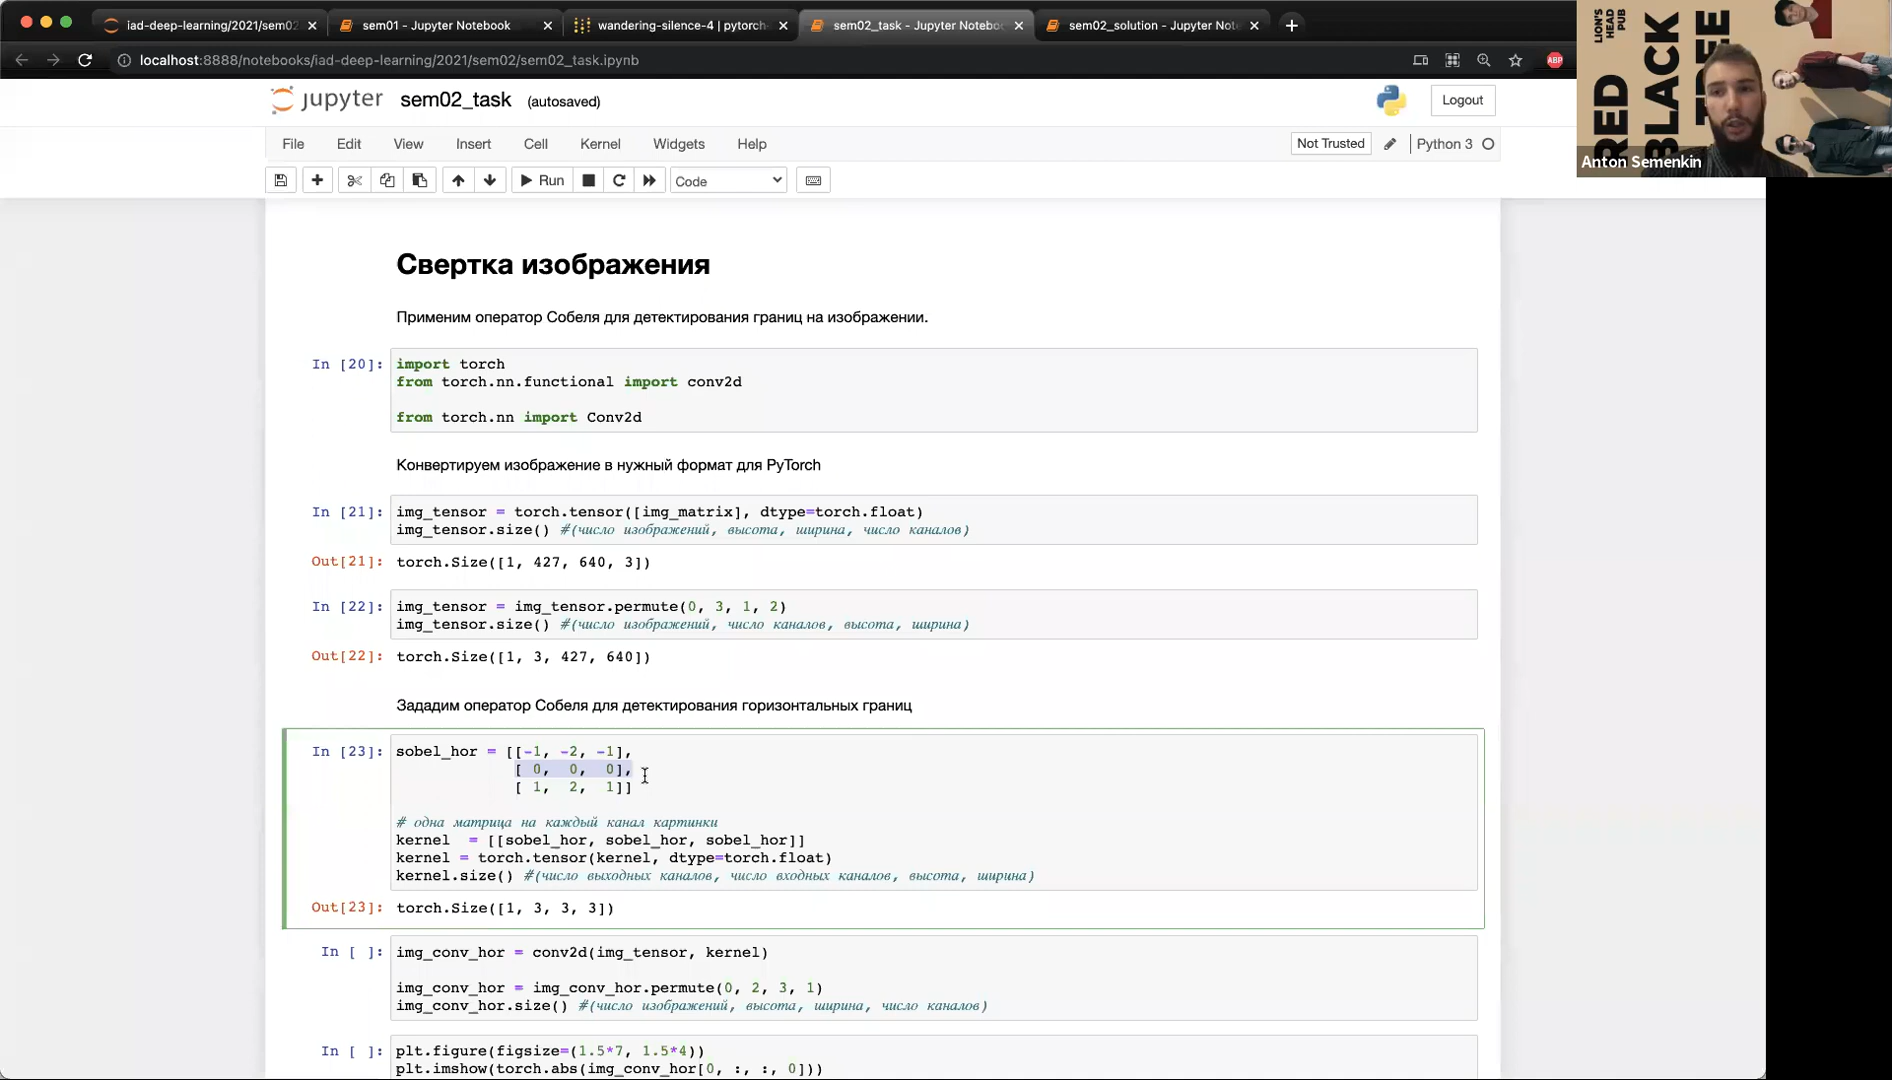 iad-deep-learning/2021/sem02
sem01 - Jupyter Notebook
wandering-silence-4 | pytorch-
sem02_task - Jupyter Noteboo
sem02_solution - Jupyter Note
localhost:8888/notebooks/iad-deep-learning/2021/sem02/sem02_task.ipynb
ABP
LION'S
HEAD
PUB
RED
BLACK
TREE
Anton Semenkin
jupyter
sem02_task
(autosaved)
Logout
File
Edit
View
Insert
Cell
Kernel
Widgets
Help
Not Trusted
Python 3
Run
Code
Свертка изображения
Применим оператор Собеля для детектирования границ на изображении.
In [20]:
import torch
from torch.nn.functional import conv2d
from torch.nn import Conv2d
Конвертируем изображение в нужный формат для PyTorch
In [21]:
img_tensor = torch.tensor([img_matrix], dtype=torch.float)
img_tensor.size() #(число изображений, высота, ширина, число каналов)
Out[21]:
torch.Size([1, 427, 640, 3])
In [22]:
img_tensor = img_tensor.permute(0, 3, 1, 2)
img_tensor.size() #(число изображений, число каналов, высота, ширина)
Out[22]:
torch.Size([1, 3, 427, 640])
Зададим оператор Собеля для детектирования горизонтальных границ
In [23]:
sobel_hor = [[-1, -2, -1],
[ 0, 0, 0],
[ 1, 2, 1]]
# одна матрица на каждый канал картинки
kernel = [[sobel_hor, sobel_hor, sobel_hor]]
kernel = torch.tensor(kernel, dtype=torch.float)
kernel.size() #(число выходных каналов, число входных каналов, высота, ширина)
Out[23]:
torch.Size([1, 3, 3, 3])
In [ ]:
img_conv_hor = conv2d(img_tensor, kernel)
img_conv_hor = img_conv_hor.permute(0, 2, 3, 1)
img_conv_hor.size() #(число изображений, высота, ширина, число каналов)
In [ ]:
plt.figure(figsize=(1.5*7, 1.5*4))
plt.imshow(torch.abs(img_conv_hor[0, :, :, 0]))